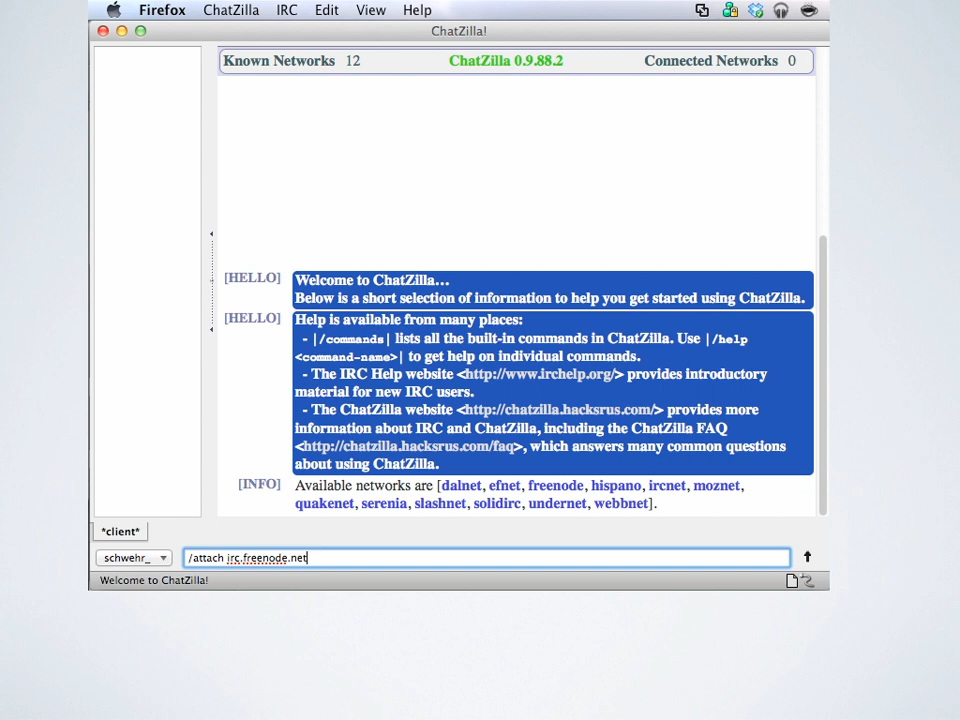 Firefox ChatZilla IRC Edit View Help
ChatZilla!
Known Networks 12 ChatZilla 0.9.88.2 Connected Networks 0
[HELLO] Welcome to ChatZilla...
Below is a short selection of information to help you get started using ChatZilla.
[HELLO] Help is available from many places:
- |/commands| lists all the built-in commands in ChatZilla. Use |/help
<command-name>| to get help on individual commands.
- The IRC Help website <http://www.irchelp.org/> provides introductory
material for new IRC users.
- The ChatZilla website <http://chatzilla.hacksrus.com/> provides more
information about IRC and ChatZilla, including the ChatZilla FAQ
<http://chatzilla.hacksrus.com/faq>, which answers many common questions
about using ChatZilla.
[INFO] Available networks are [dalnet, efnet, freenode, hispano, ircnet, moznet,
quakenet, serenia, slashnet, solidirc, undernet, webbnet].
*client*
schwehr_ /attach irc.freenode.net
Welcome to ChatZilla!